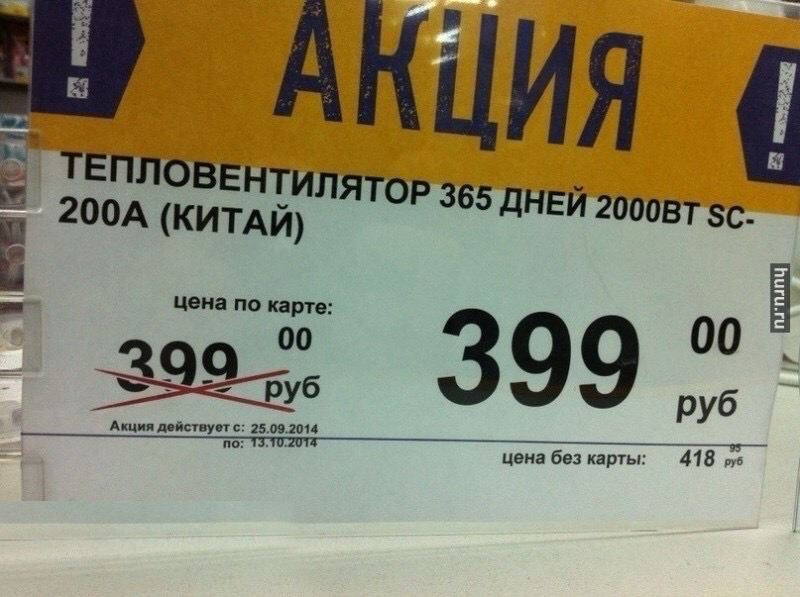 ! АКЦИЯ !
ТЕПЛОВЕНТИЛЯТОР 365 ДНЕЙ 2000ВТ SC-
200А (КИТАЙ)
цена по карте:
399 00 руб
399 00 руб
Акция действует с: 25.09.2014
по: 13.10.2014
цена без карты: 418 95 руб
huru.ru